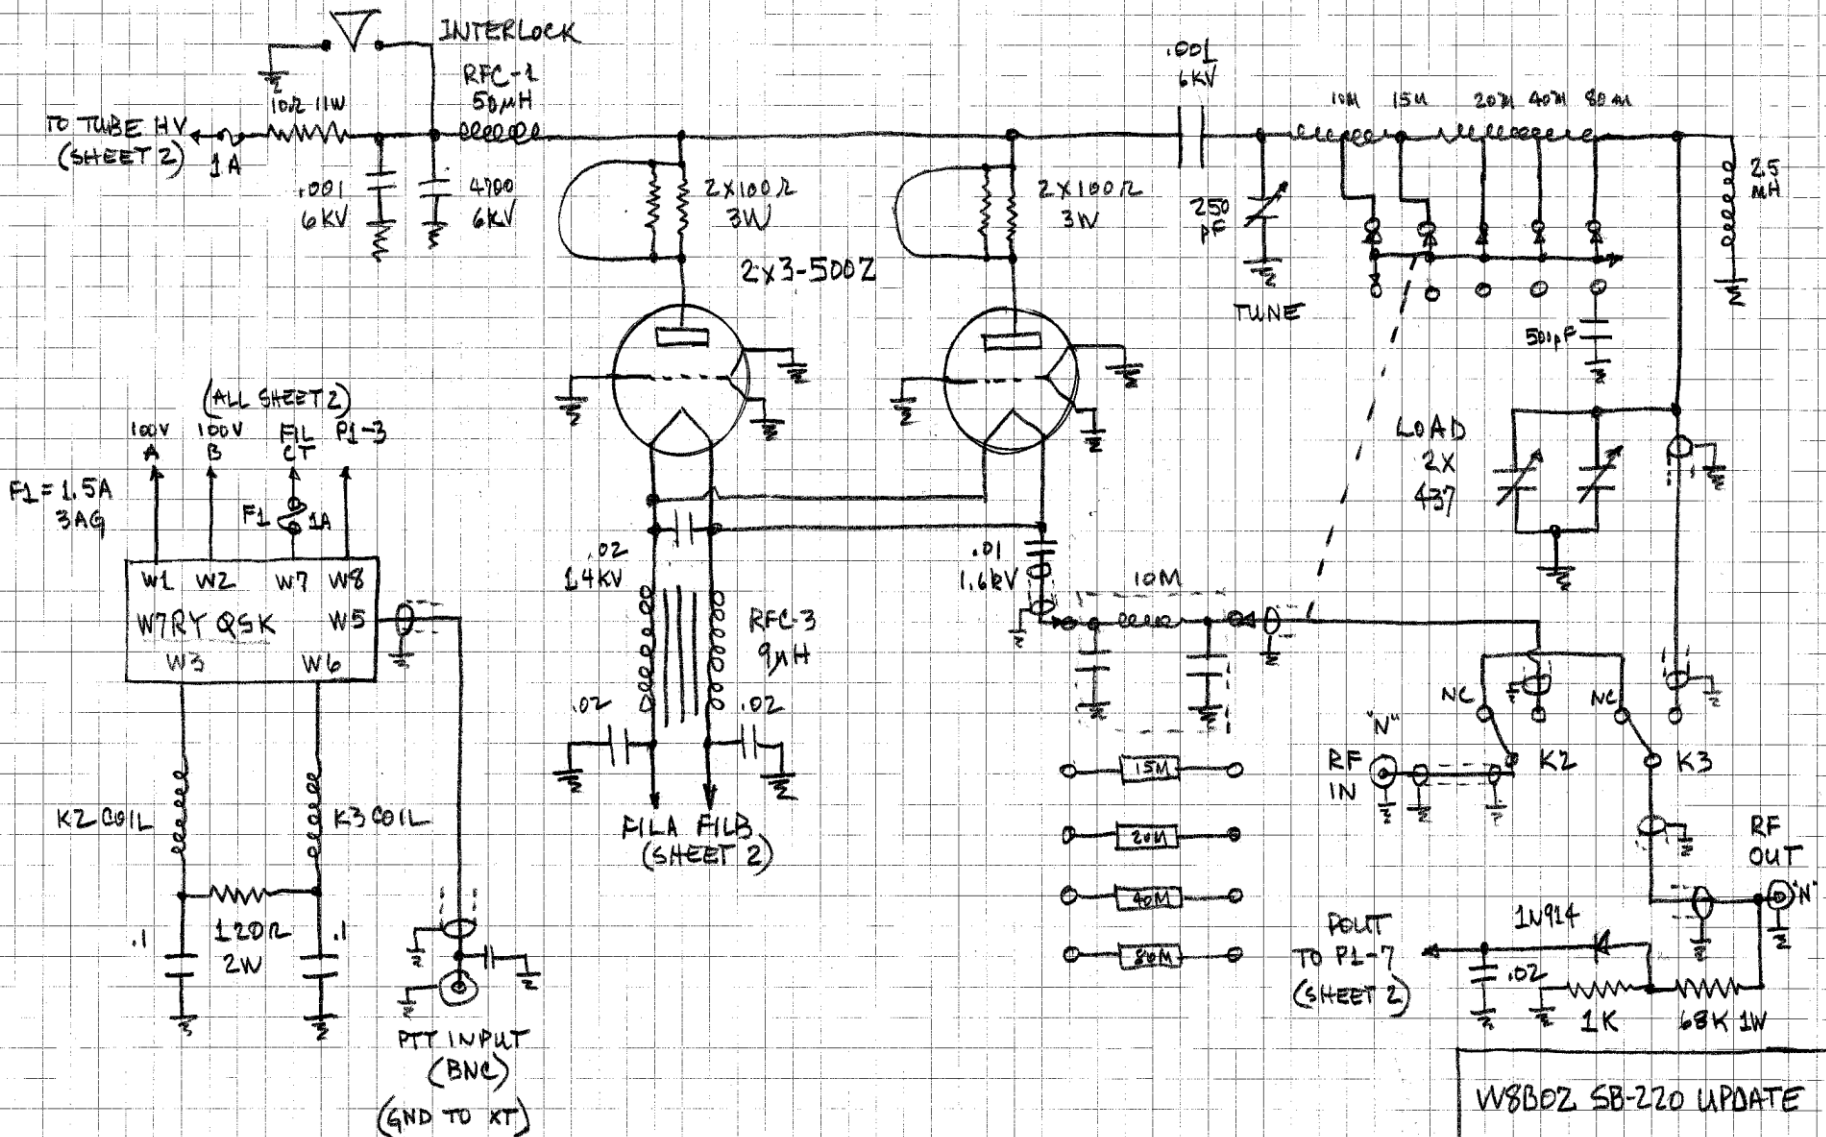 INTERLOCK
RFC-1
50µH
10Ω 11W
TO TUBE HV
(SHEET 2)
1A
.001
6KV
4700
6KV
2X100Ω
3W
2X100Ω
3W
2X3-500Z
.001
6KV
10M 15M 20M 40M 80M
250
PF
TUNE
2.5
MH
500pF
LOAD
2X
437
(ALL SHEET 2)
100V
A
100V
B
FIL
CT
P1-3
F1 = 1.5A
3AG
F1
1A
W1 W2 W7 W8
W7RY QSK W5
W3 W6
.02
1.4KV
RFC-3
9µH
.02
.02
FILA FILB
(SHEET 2)
.01
1.6KV
10M
15M
20M
40M
80M
K2 COIL
K3 COIL
.1
120Ω
2W
.1
PTT INPUT
(BNC)
(GND TO XT)
NC
NC
"N"
RF
IN
K2
K3
RF
OUT
"N"
1N914
POUT
TO P1-7
(SHEET 2)
.02
1K
68K 1W
W8BOZ SB-220 UPDATE